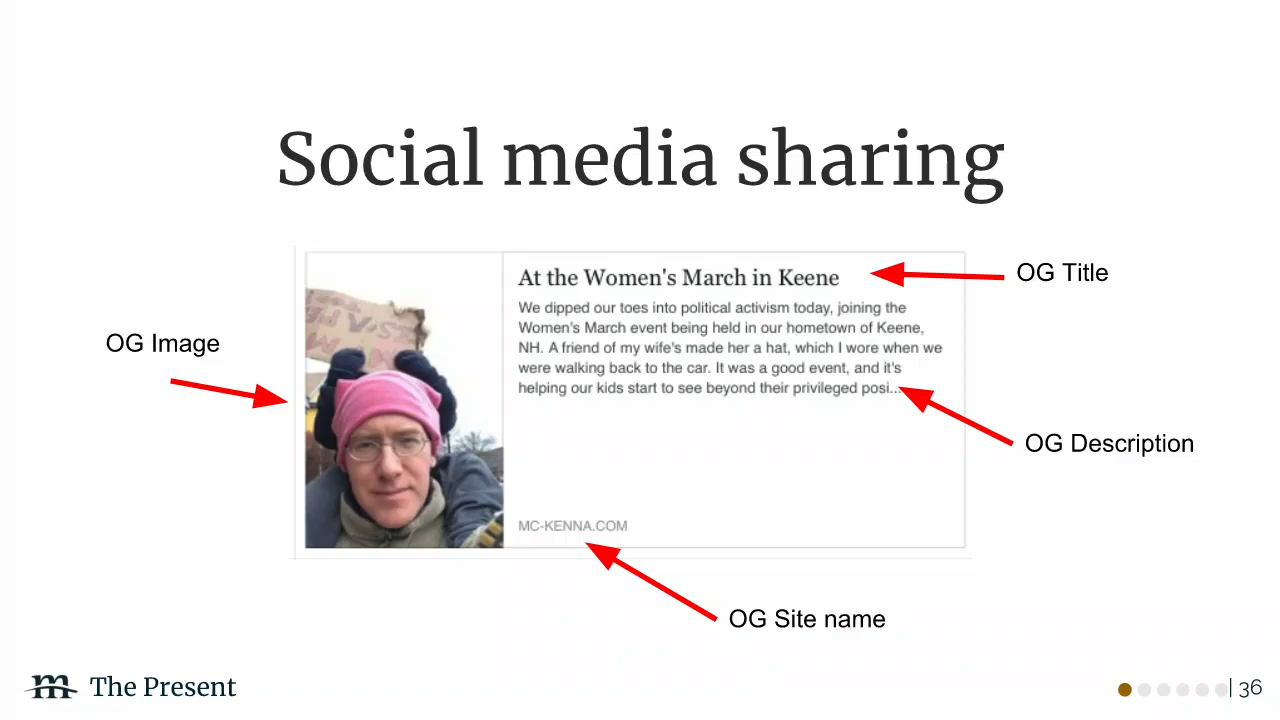 Social media sharing
At the Women's March in Keene
OG Title
We dipped our toes into political activism today, joining the
Women's March event being held in our hometown of Keene,
NH. A friend of my wife's made her a hat, which I wore when we
were walking back to the car. It was a good event, and it's
helping our kids start to see beyond their privileged posi...
OG Image
OG Description
MC-KENNA.COM
OG Site name
m The Present
| 36